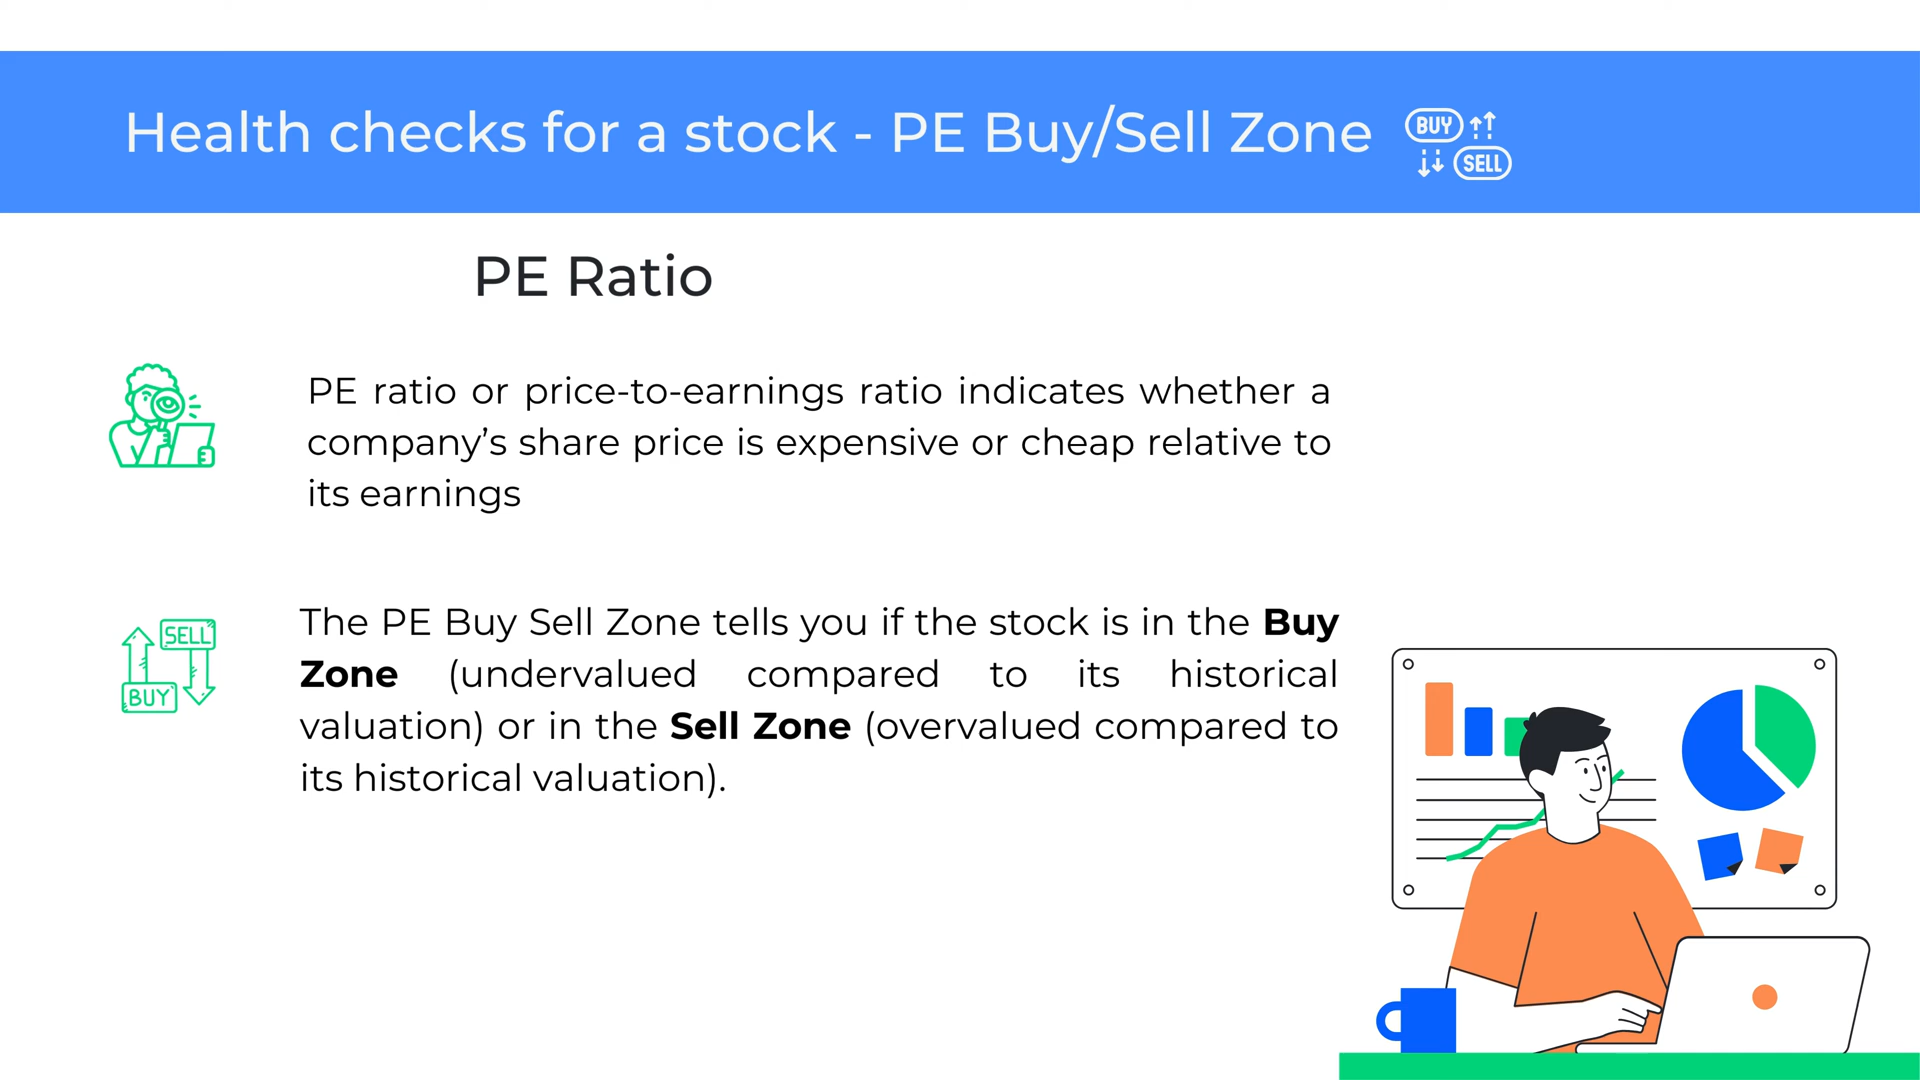 Health checks for a stock - PE Buy/Sell Zone
BUY
SELL
PE Ratio
PE ratio or price-to-earnings ratio indicates whether a
company’s share price is expensive or cheap relative to
its earnings
SELL
BUY
The PE Buy Sell Zone tells you if the stock is in the Buy
Zone (undervalued compared to its historical
valuation) or in the Sell Zone (overvalued compared to
its historical valuation).